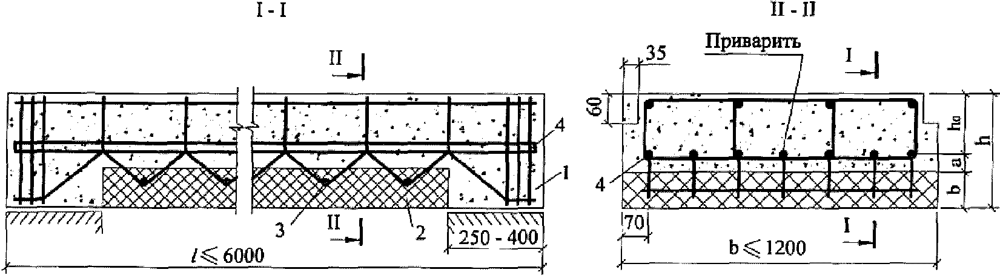 I - I
II - II
Приварить
II
I
35
60
4
1
h₀
h
a
b
4
3
2
II
I
250 - 400
70
l ⩽ 6000
b ⩽ 1200